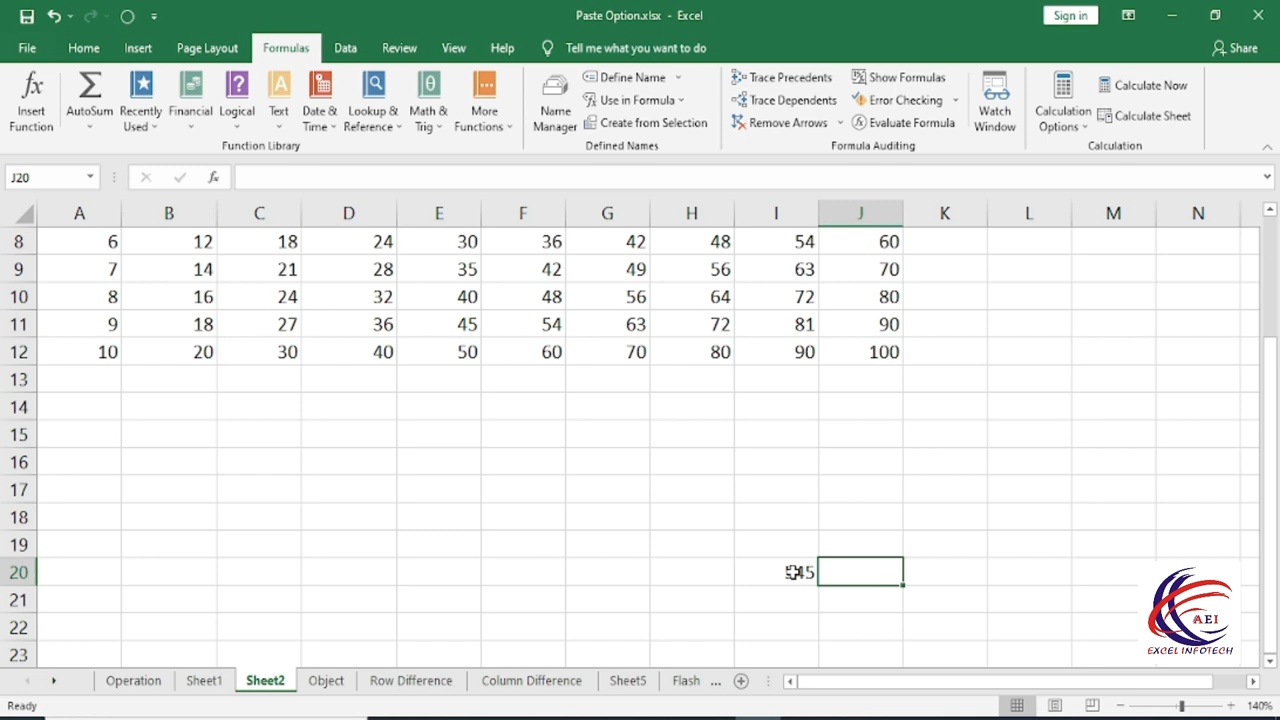 Paste Option.xlsx - Excel
Sign in
File Home Insert Page Layout Formulas Data Review View Help Tell me what you want to do Share
Insert Function
AutoSum
Recently Used
Financial
Logical
Text
Date & Time
Lookup & Reference
Math & Trig
More Functions
Function Library
Name Manager
Define Name
Use in Formula
Create from Selection
Defined Names
Trace Precedents
Trace Dependents
Remove Arrows
Show Formulas
Error Checking
Evaluate Formula
Formula Auditing
Watch Window
Calculation Options
Calculate Now
Calculate Sheet
Calculation
J20
fx
A B C D E F G H I J K L M N
8 6 12 18 24 30 36 42 48 54 60
9 7 14 21 28 35 42 49 56 63 70
10 8 16 24 32 40 48 56 64 72 80
11 9 18 27 36 45 54 63 72 81 90
12 10 20 30 40 50 60 70 80 90 100
13
14
15
16
17
18
19
20
21
22
23
AEI
EXCEL INFOTECH
Operation Sheet1 Sheet2 Object Row Difference Column Difference Sheet5 Flash ...
Ready
140%